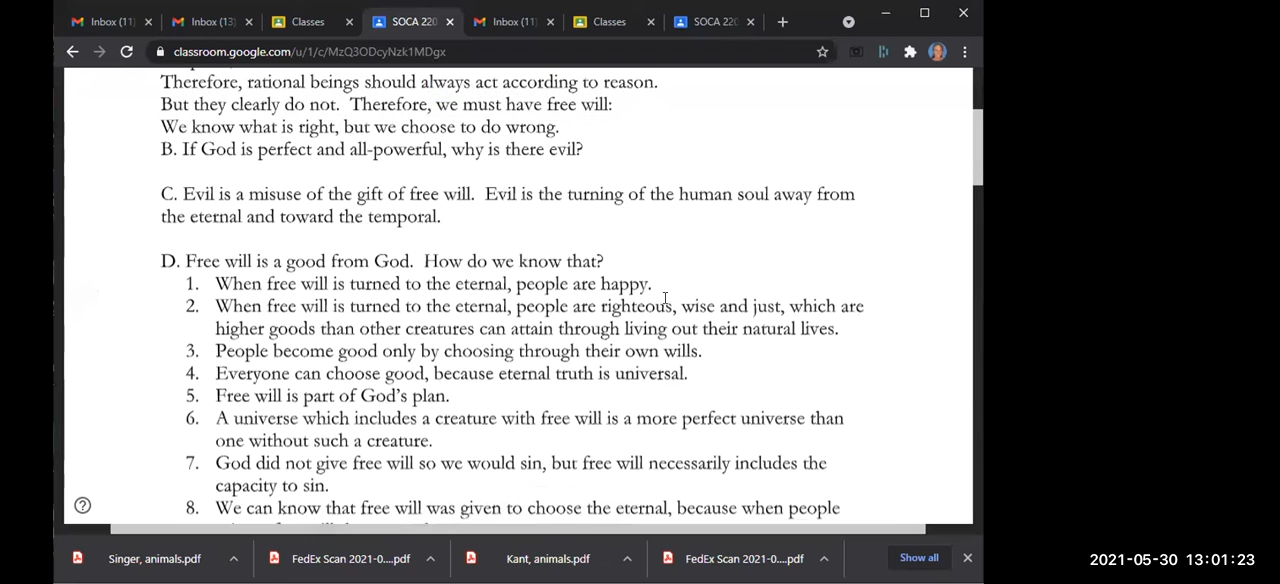 Inbox (11)
Inbox (13)
Classes
SOCA 220
Inbox (11)
Classes
SOCA 220
classroom.google.com/u/1/c/MzQ3ODcyNzk1MDgx
Therefore, rational beings should always act according to reason.
But they clearly do not.  Therefore, we must have free will:
We know what is right, but we choose to do wrong.
B. If God is perfect and all-powerful, why is there evil?
C. Evil is a misuse of the gift of free will.  Evil is the turning of the human soul away from
the eternal and toward the temporal.
D. Free will is a good from God.  How do we know that?
1. When free will is turned to the eternal, people are happy.
2. When free will is turned to the eternal, people are righteous, wise and just, which are
higher goods than other creatures can attain through living out their natural lives.
3. People become good only by choosing through their own wills.
4. Everyone can choose good, because eternal truth is universal.
5. Free will is part of God's plan.
6. A universe which includes a creature with free will is a more perfect universe than
one without such a creature.
7. God did not give free will so we would sin, but free will necessarily includes the
capacity to sin.
8. We can know that free will was given to choose the eternal, because when people
Singer, animals.pdf
FedEx Scan 2021-0....pdf
Kant, animals.pdf
FedEx Scan 2021-0....pdf
Show all
2021-05-30 13:01:23